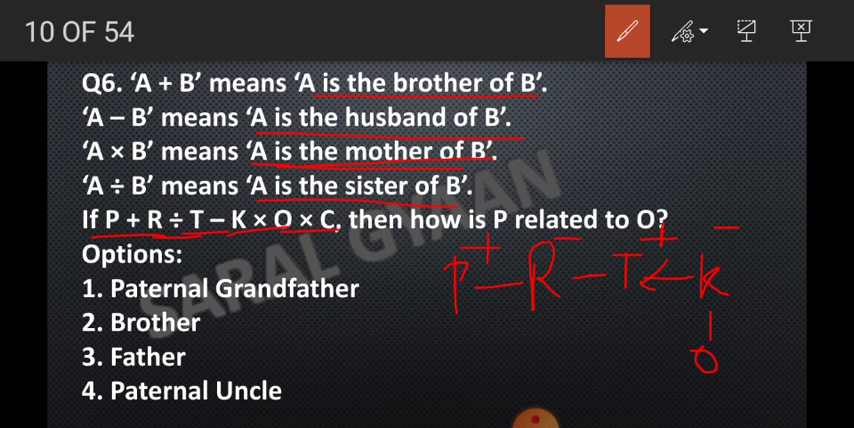 10 OF 54
Q6. ‘A + B’ means ‘A is the brother of B’.
‘A – B’ means ‘A is the husband of B’.
‘A × B’ means ‘A is the mother of B’.
‘A ÷ B’ means ‘A is the sister of B’.
If P + R ÷ T – K × O × C, then how is P related to O?
Options:
1. Paternal Grandfather
2. Brother
3. Father
4. Paternal Uncle
SARAL GYAAN
+ – + –
P – R – T < – K
|
O